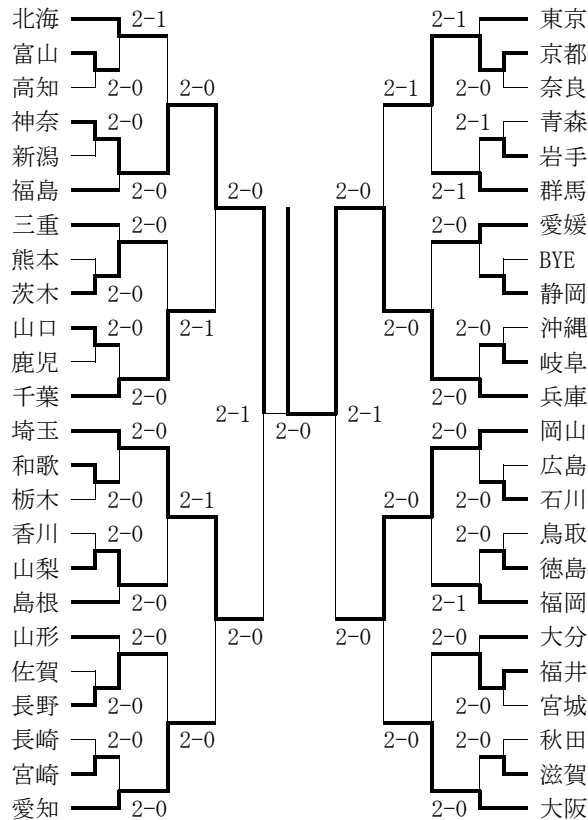 北海 2-1 2-1 東京
富山 京都
高知 2-0 2-0 2-1 2-0 奈良
神奈 2-0 2-1 青森
新潟 岩手
福島 2-0 2-0 2-0 2-1 群馬
三重 2-0 2-0 愛媛
熊本 BYE
茨木 2-0 静岡
山口 2-0 2-1 2-0 2-0 沖縄
鹿児 岐阜
千葉 2-0 2-1 2-0 2-1 2-0 兵庫
埼玉 2-0 2-0 岡山
和歌 広島
栃木 2-0 2-1 2-0 2-0 石川
香川 2-0 2-0 鳥取
山梨 徳島
島根 2-0 2-1 福岡
山形 2-0 2-0 2-0 2-0 大分
佐賀 福井
長野 2-0 2-0 宮城
長崎 2-0 2-0 2-0 2-0 秋田
宮崎 滋賀
愛知 2-0 2-0 大阪